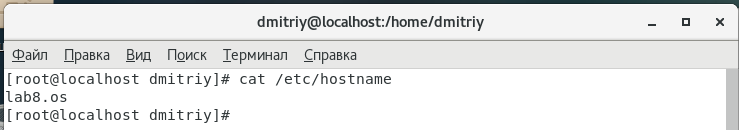 dmitriy@localhost:/home/dmitriy
Файл Правка Вид Поиск Терминал Справка
[root@localhost dmitriy]# cat /etc/hostname
lab8.os
[root@localhost dmitriy]#